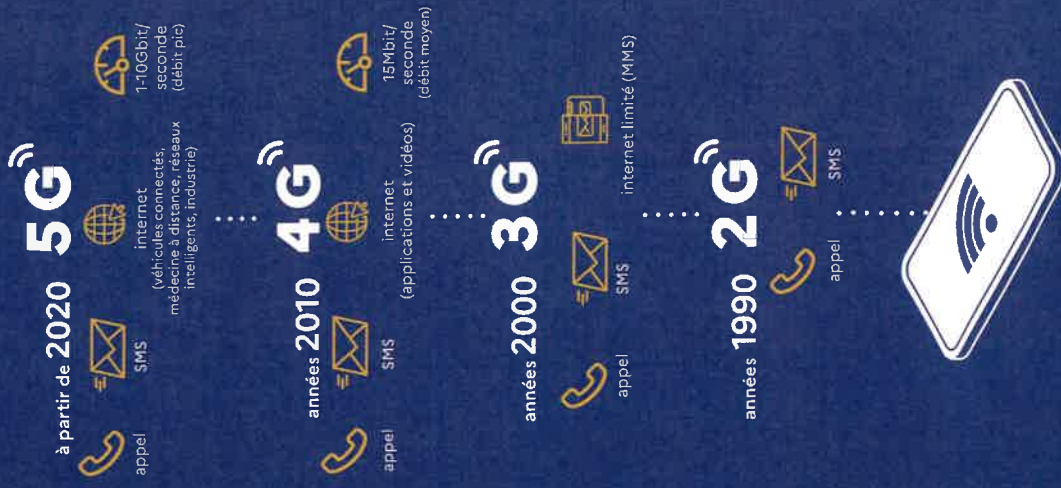 à partir de 2020 5G
appel
SMS
internet
(véhicules connectés,
médecine à distance, réseaux
intelligents, industrie)
1-10Gbit/
seconde
(débit pic)
années 2010 4G
appel
SMS
internet
(applications et vidéos)
15Mbit/
seconde
(débit moyen)
années 2000 3G
appel
SMS
internet limité (MMS)
années 1990 2G
appel
SMS